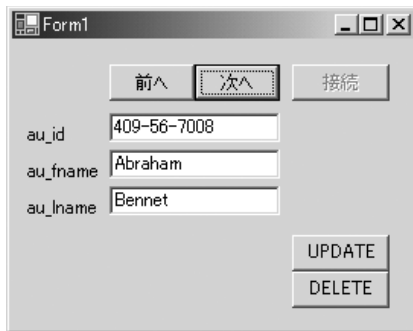 Form1
前へ 次へ 接続
au_id 409-56-7008
au_fname Abraham
au_lname Bennet
UPDATE
DELETE